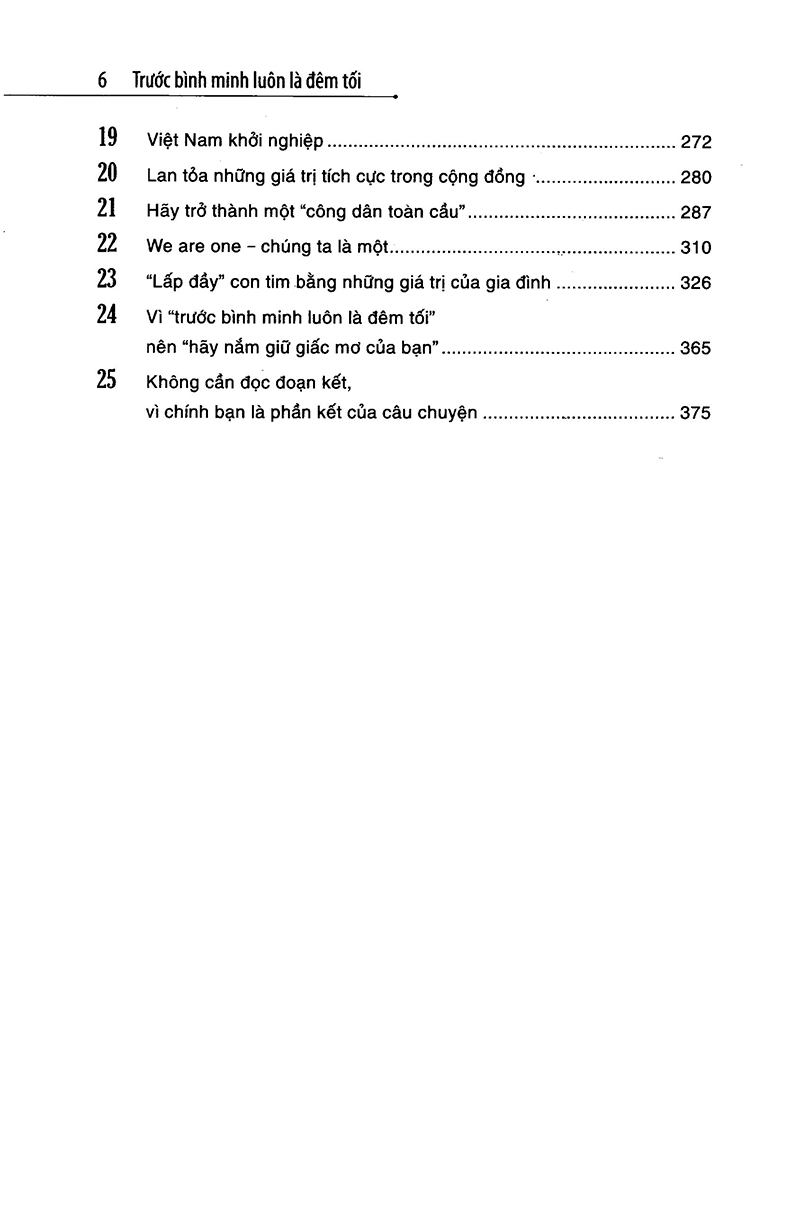 6 Trước bình minh luôn là đêm tối
19 Việt Nam khởi nghiệp ........ 272
20 Lan tỏa những giá trị tích cực trong cộng đồng ........ 280
21 Hãy trở thành một “công dân toàn cầu” ........ 287
22 We are one – chúng ta là một ........ 310
23 “Lấp đầy” con tim bằng những giá trị của gia đình ........ 326
24 Vì “trước bình minh luôn là đêm tối”
nên “hãy nắm giữ giấc mơ của bạn” ........ 365
25 Không cần đọc đoạn kết,
vì chính bạn là phần kết của câu chuyện ........ 375